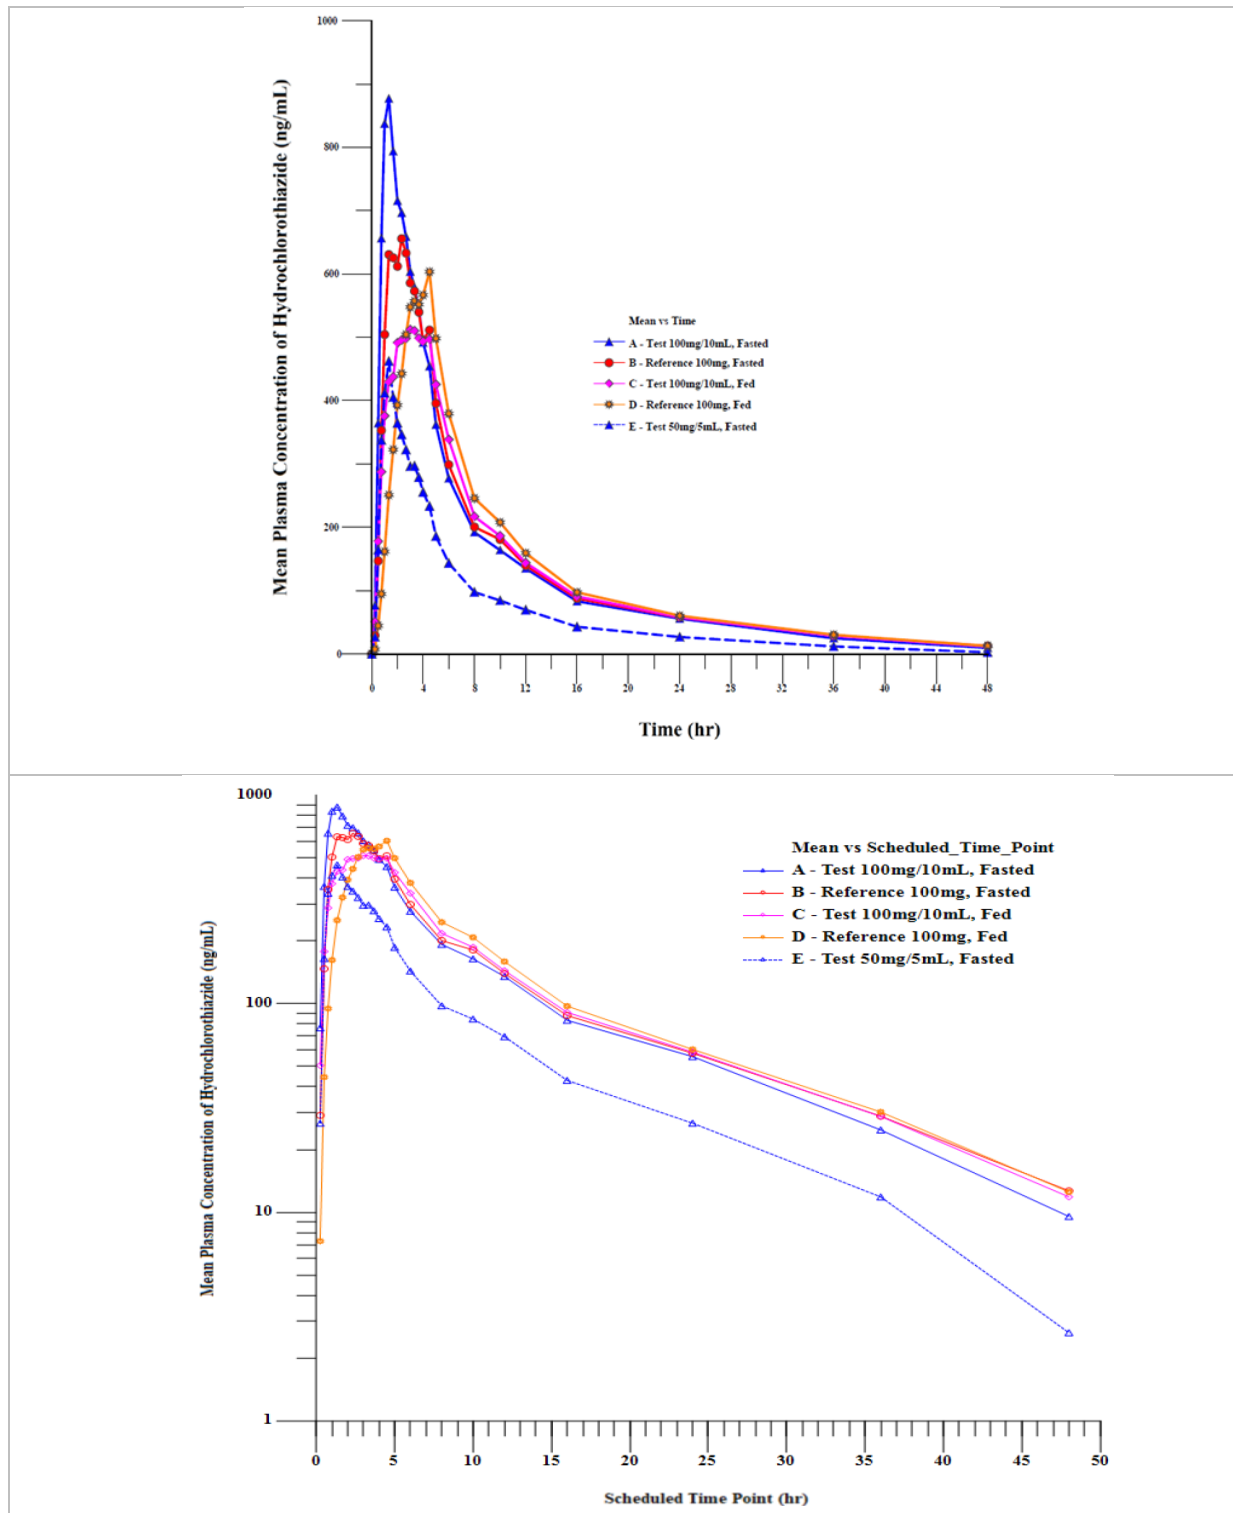 1000
800
600
400
200
0
Mean Plasma Concentration of Hydrochlorothiazide (ng/mL)
Mean vs Time
A - Test 100mg/10mL, Fasted
B - Reference 100mg, Fasted
C - Test 100mg/10mL, Fed
D - Reference 100mg, Fed
E - Test 50mg/5mL, Fasted
0 4 8 12 16 20 24 28 32 36 40 44 48
Time (hr)
1000
100
10
1
Mean Plasma Concentration of Hydrochlorothiazide (ng/mL)
Mean vs Scheduled_Time_Point
A - Test 100mg/10mL, Fasted
B - Reference 100mg, Fasted
C - Test 100mg/10mL, Fed
D - Reference 100mg, Fed
E - Test 50mg/5mL, Fasted
0 5 10 15 20 25 30 35 40 45 50
Scheduled Time Point (hr)